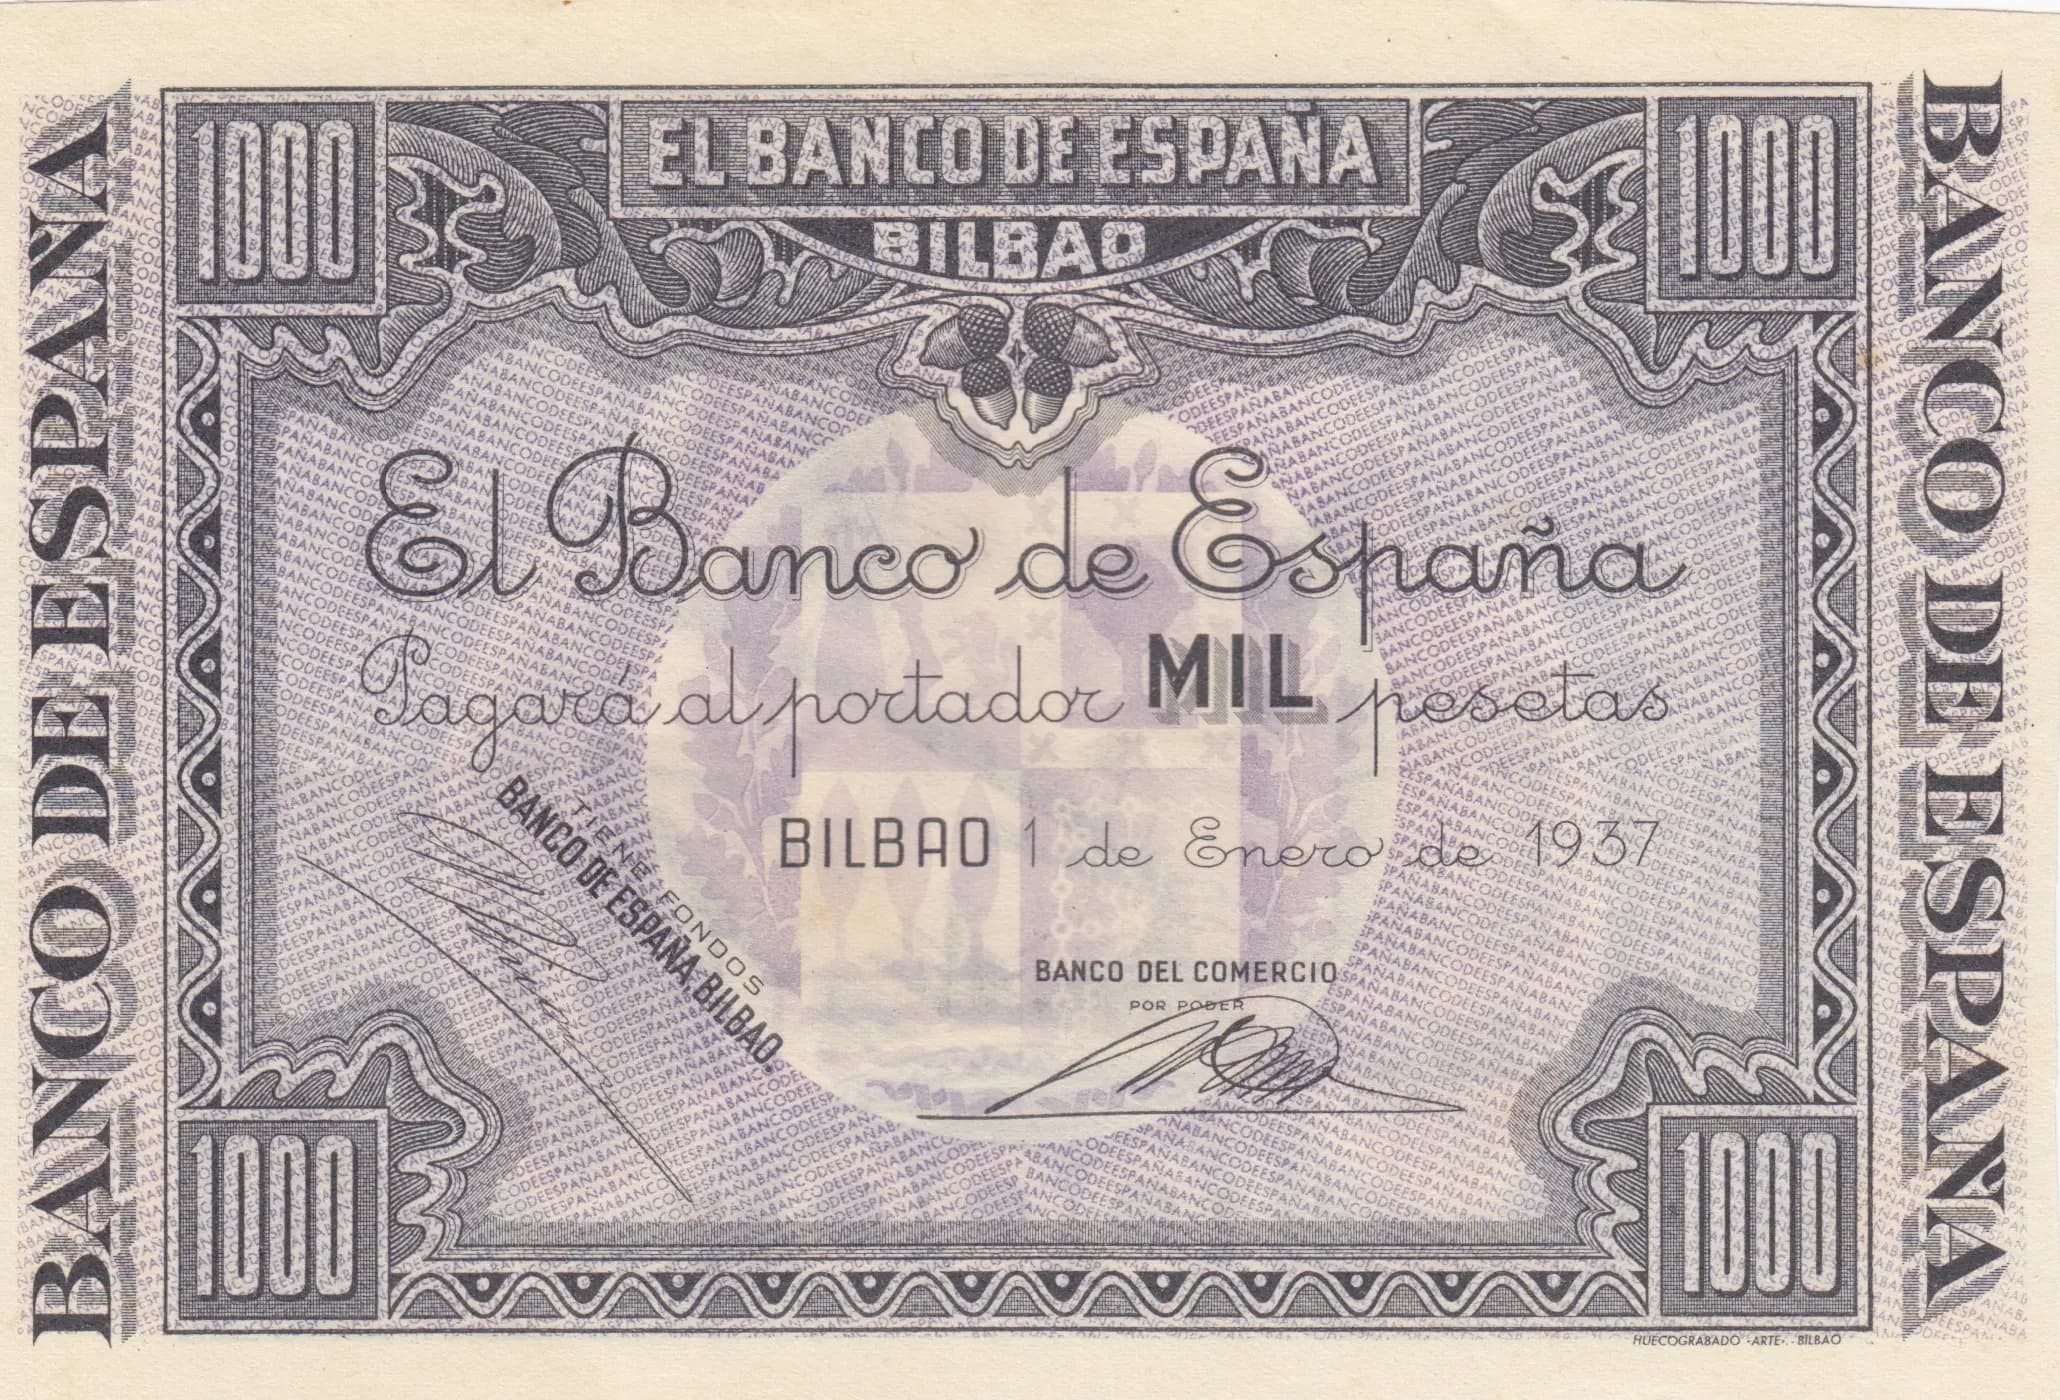 1000
EL BANCO DE ESPAÑA
1000
BILBAO
BANCO DE ESPAÑA
BANCO DE ESPAÑA
El Banco de España
Pagará al portador MIL pesetas
BILBAO 1 de Enero de 1937
TIENE FONDOS
BANCO DE ESPAÑA, BILBAO.
BANCO DEL COMERCIO
POR PODER
1000
1000
HUECOGRABADO «ARTE». - BILBAO